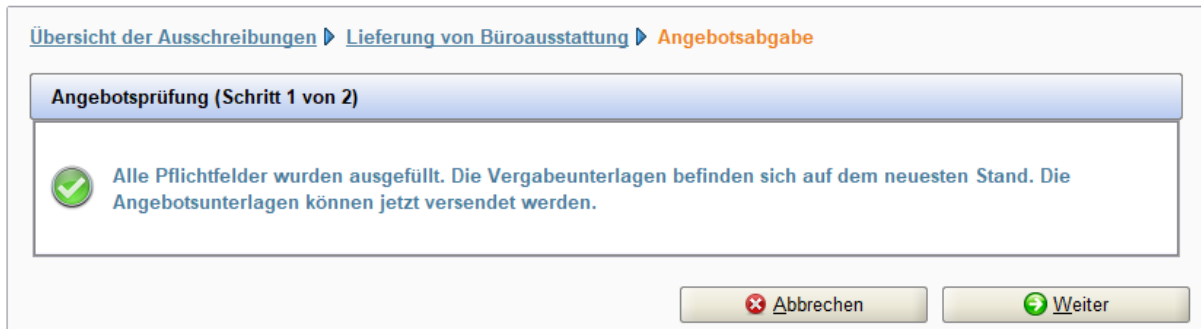 Übersicht der Ausschreibungen Lieferung von Büroausstattung Angebotsabgabe
Angebotsprüfung (Schritt 1 von 2)
Alle Pflichtfelder wurden ausgefüllt. Die Vergabeunterlagen befinden sich auf dem neuesten Stand. Die
Angebotsunterlagen können jetzt versendet werden.
Abbrechen Weiter